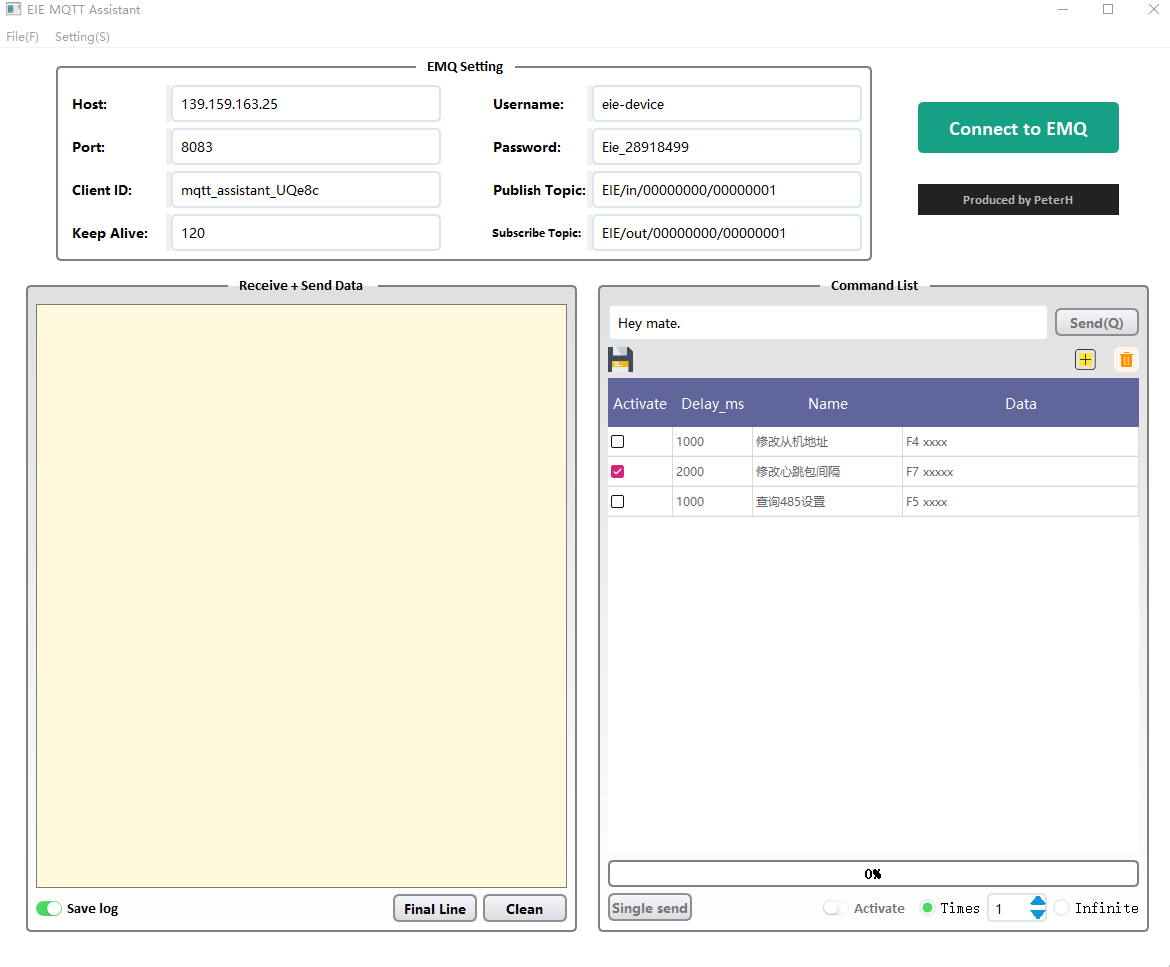 EIE MQTT Assistant
File(F) Setting(S)
EMQ Setting
Host: 139.159.163.25 Username: eie-device
Port: 8083 Password: Eie_28918499
Client ID: mqtt_assistant_UQe8c Publish Topic: EIE/in/00000000/00000001
Keep Alive: 120 Subscribe Topic: EIE/out/00000000/00000001
Connect to EMQ
Produced by PeterH
Receive + Send Data
Save log Final Line Clean
Command List
Hey mate. Send(Q)
Activate Delay_ms Name Data
1000 修改从机地址 F4 xxxx
2000 修改心跳包间隔 F7 xxxxx
1000 查询485设置 F5 xxxx
0%
Single send Activate Times 1 Infinite